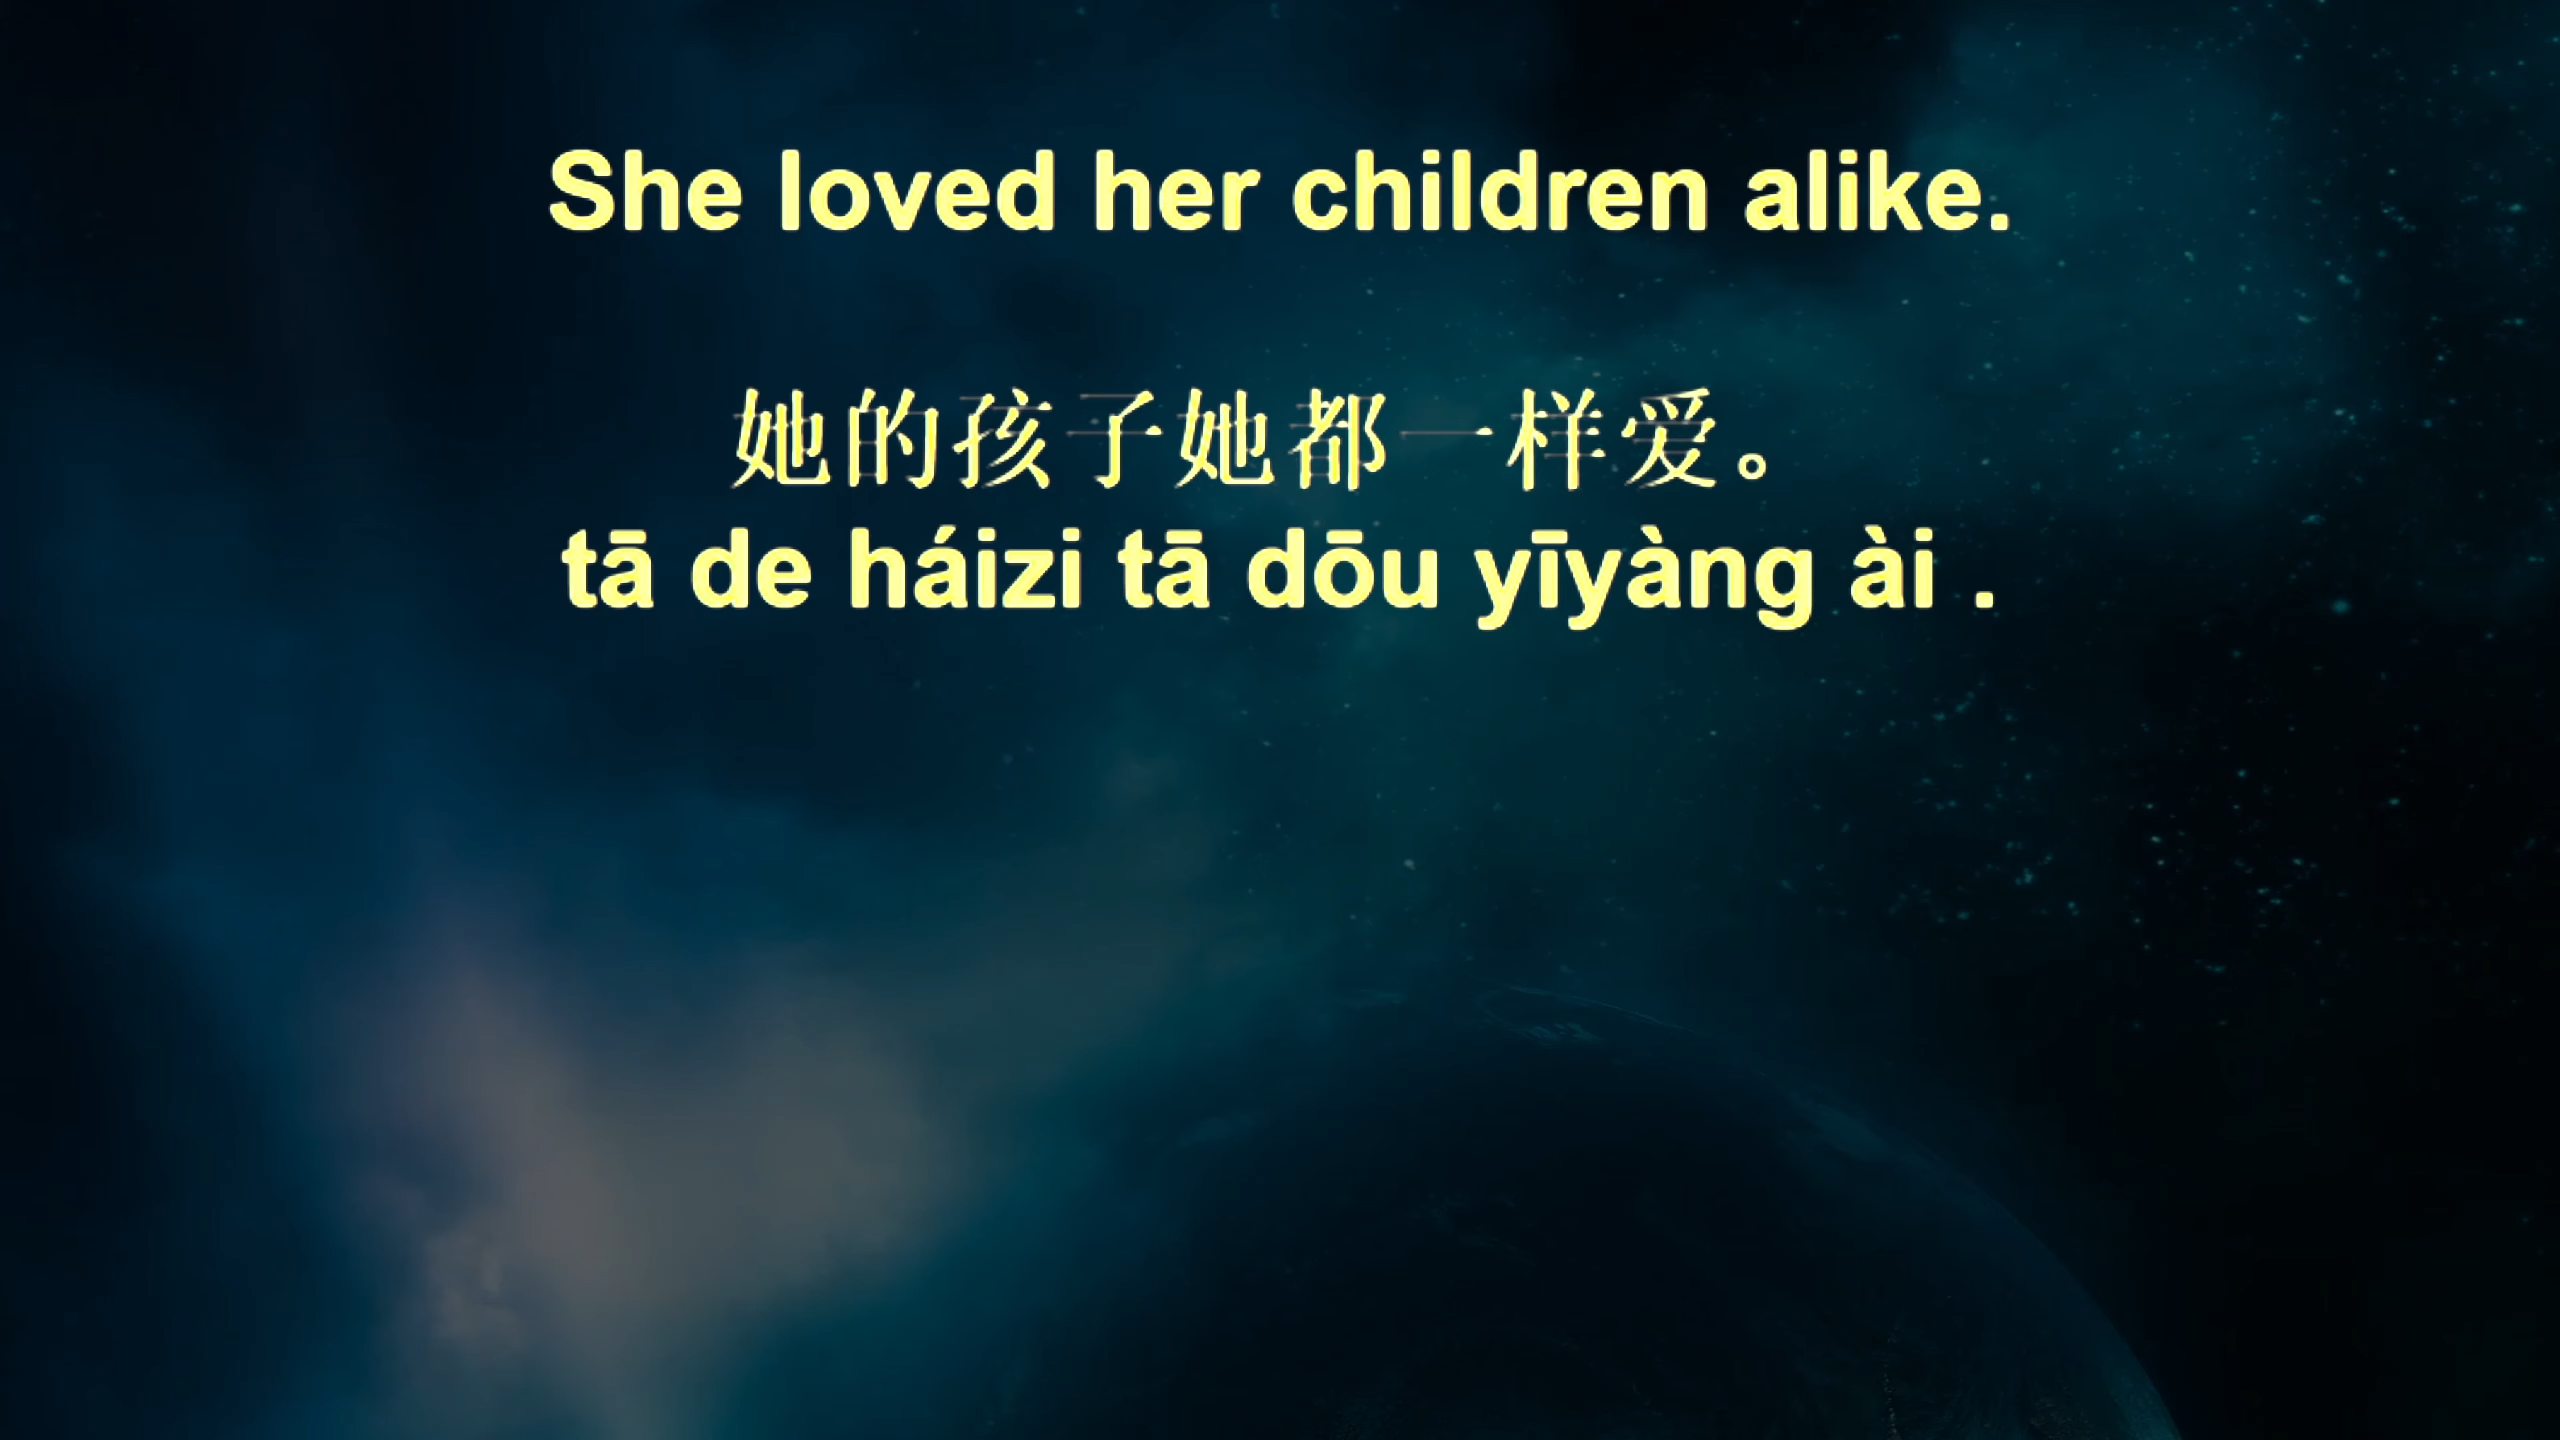 She loved her children alike.
她的孩子她都一样爱。
tā de háizi tā dōu yīyàng ài .